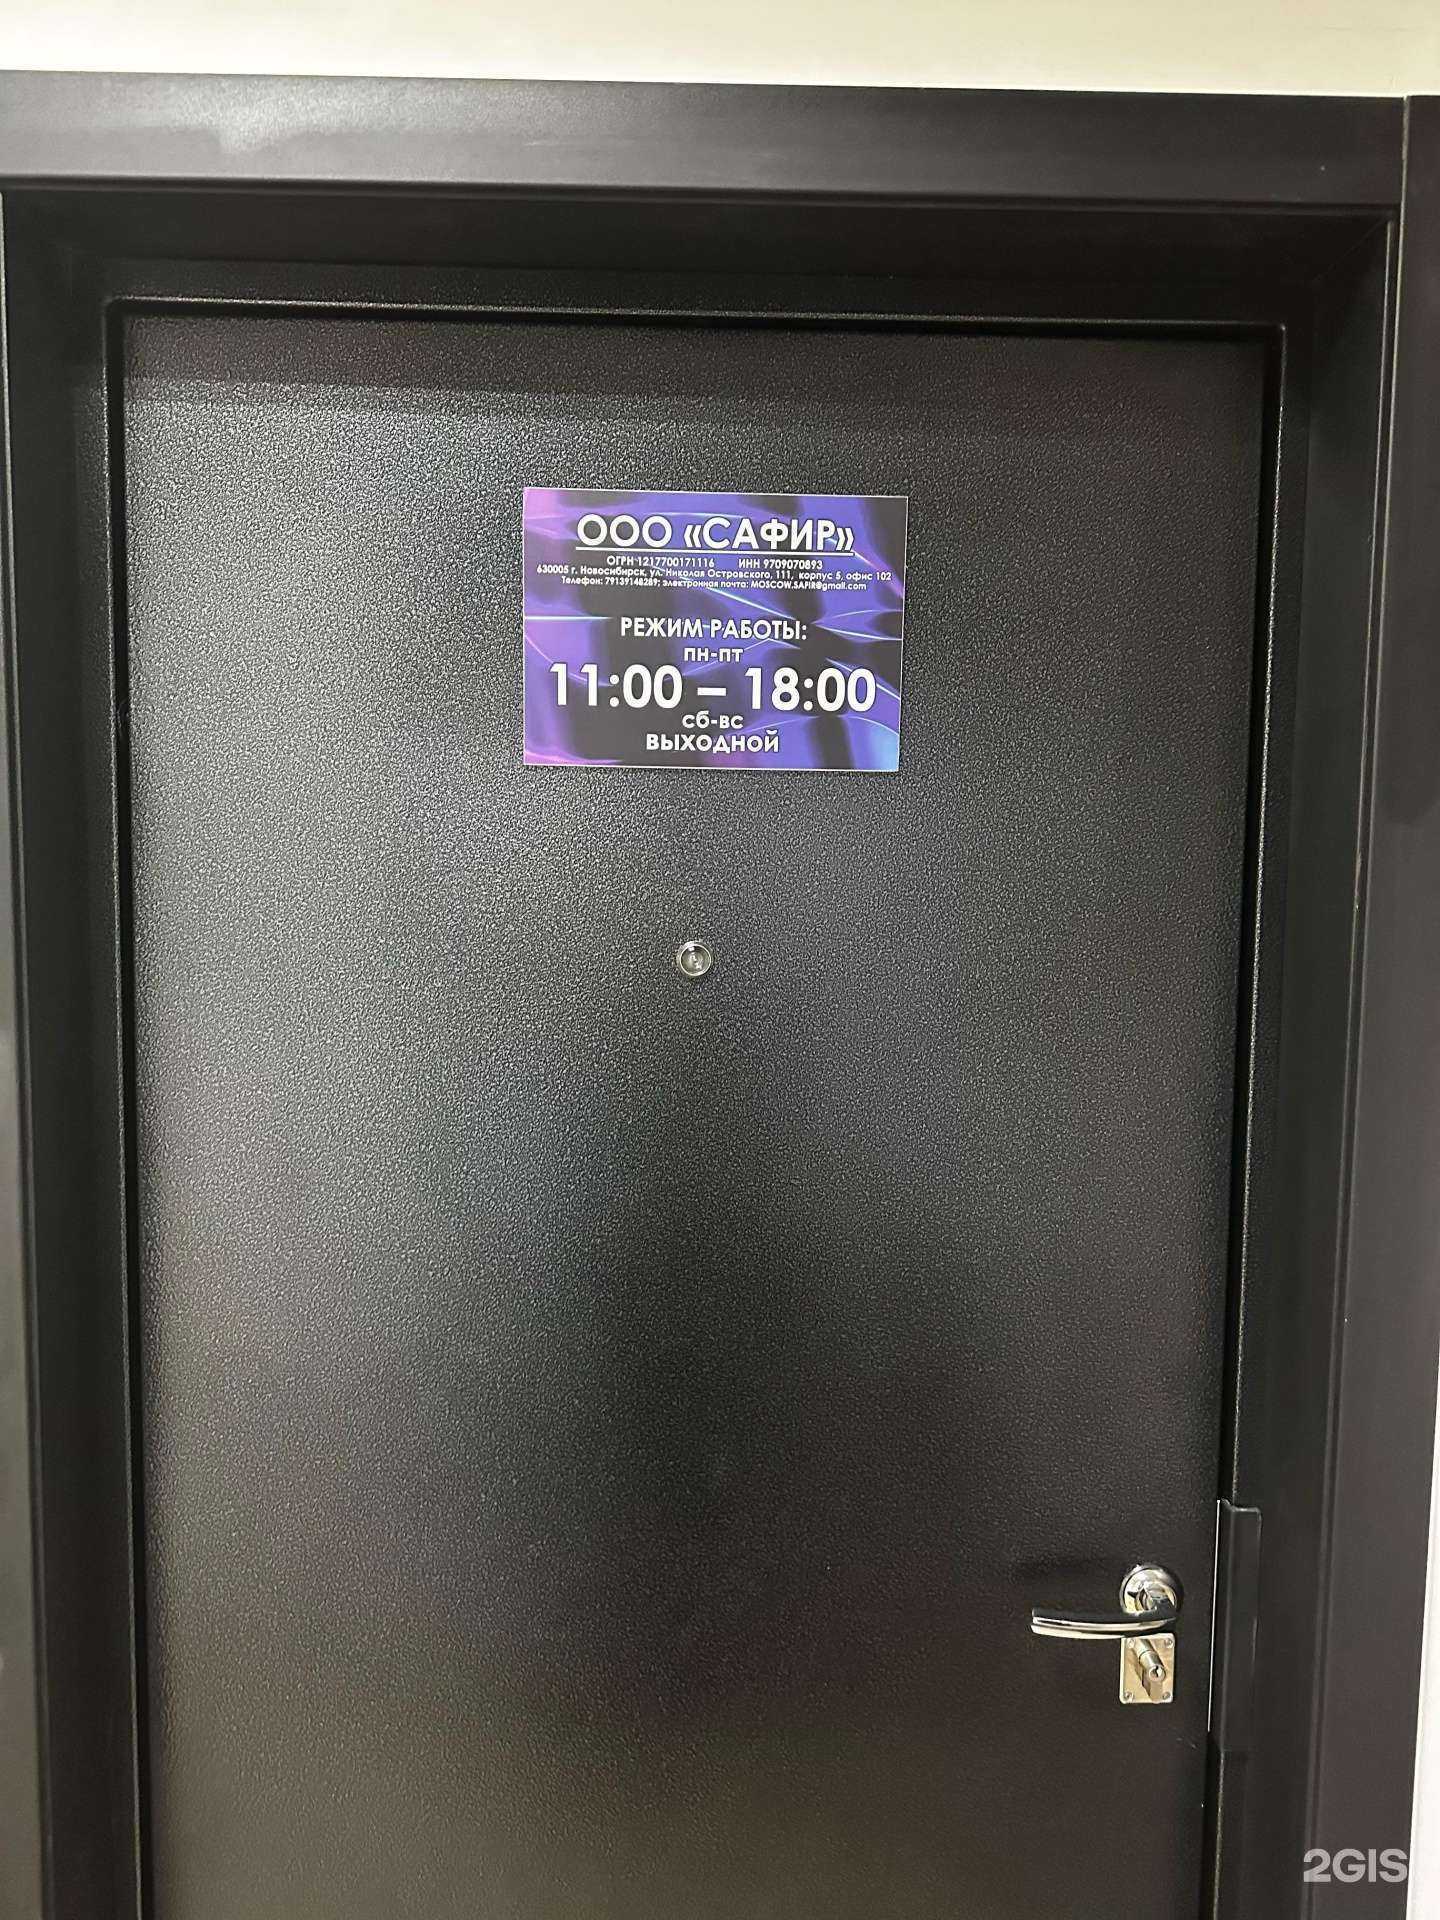 ООО «САФИР»
ОГРН 1217700171116 ИНН 9709070893
630005 г. Новосибирск, ул. Николая Островского, 111, корпус 5, офис 102
Телефон: 79139148289; электронная почта: MOSCOW.SAFIR@gmail.com
РЕЖИМ РАБОТЫ:
пн-пт
11:00 – 18:00
сб-вс
ВЫХОДНОЙ
2GIS